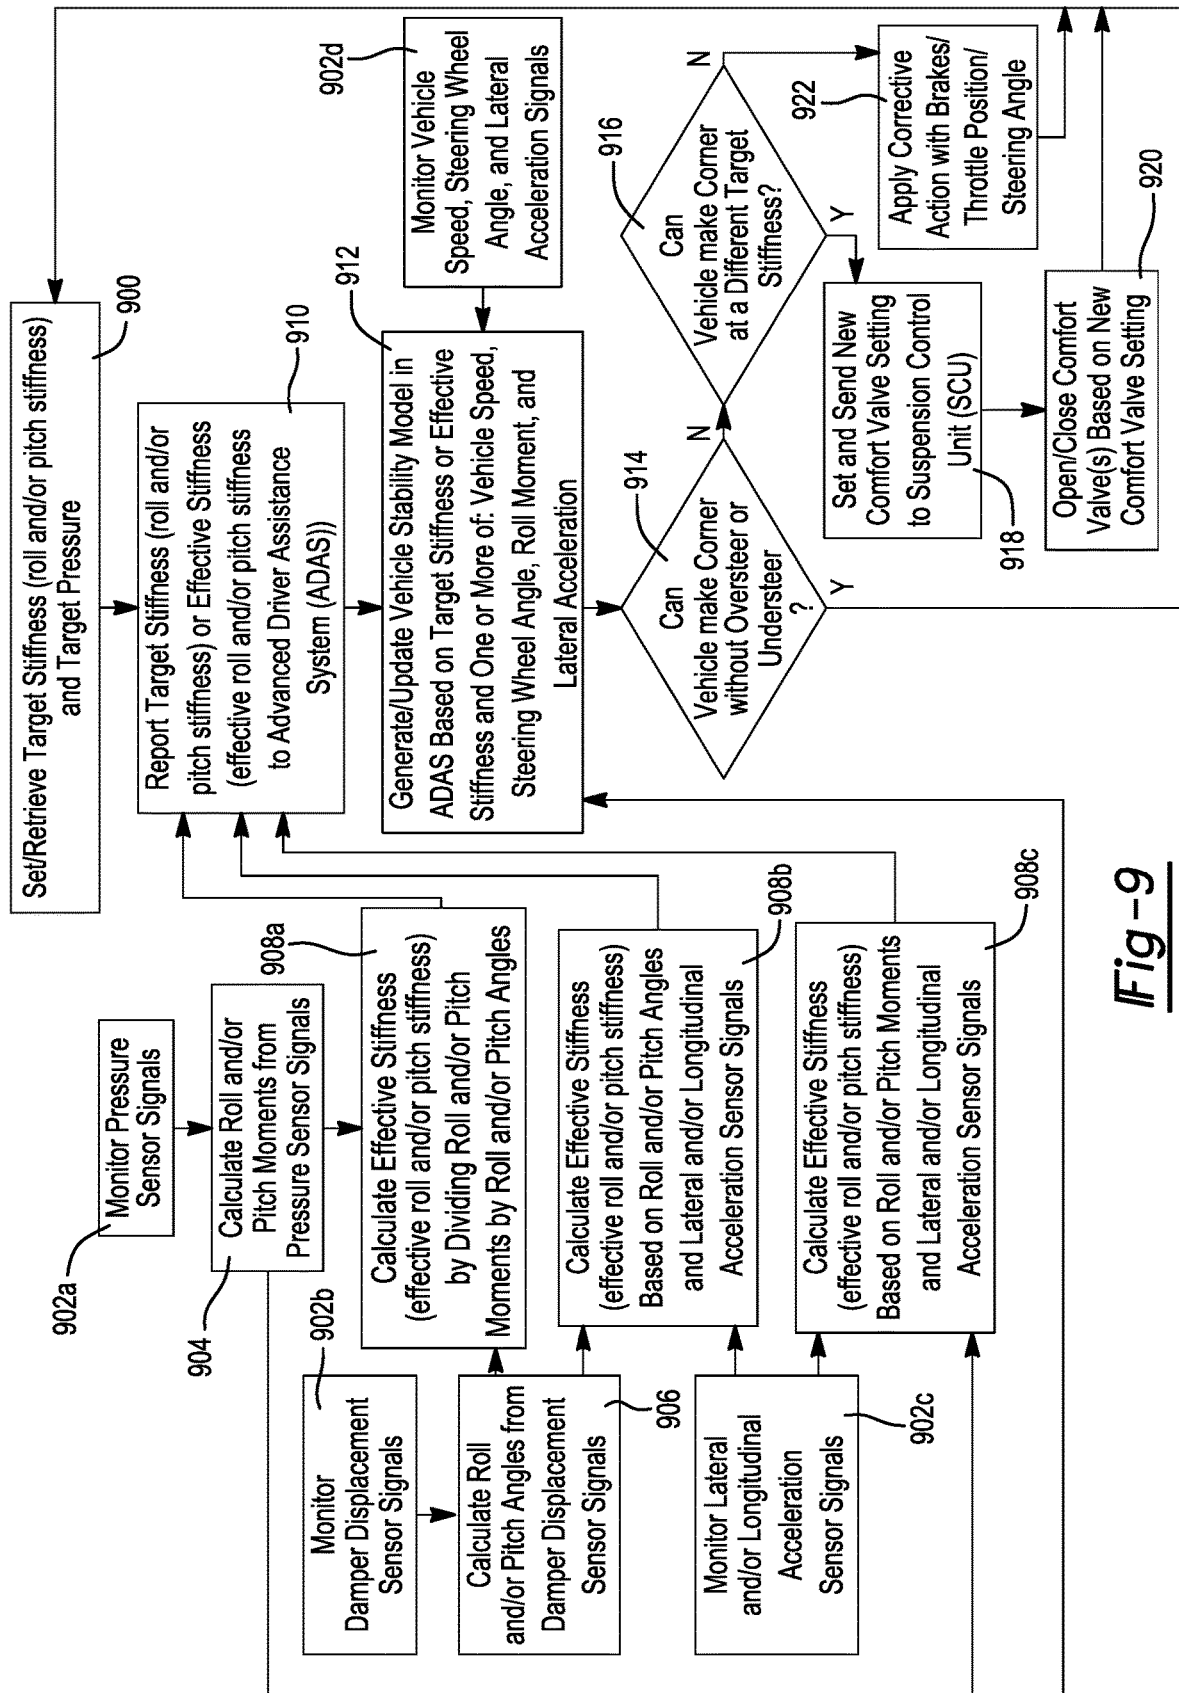 900
Set/Retrieve Target Stiffness (roll and/or pitch stiffness)
and Target Pressure
902a
Monitor Pressure
Sensor Signals
904
Calculate Roll and/or
Pitch Moments from
Pressure Sensor Signals
902b
Monitor
Damper Displacement
Sensor Signals
Calculate Roll
and/or Pitch Angles from
Damper Displacement
Sensor Signals
906
Monitor Lateral
and/or Longitudinal
Acceleration
Sensor Signals
902c
908a
Calculate Effective Stiffness
(effective roll and/or pitch stiffness)
by Dividing Roll and/or Pitch
Moments by Roll and/or Pitch Angles
Calculate Effective Stiffness
(effective roll and/or pitch stiffness)
Based on Roll and/or Pitch Angles
and Lateral and/or Longitudinal
Acceleration Sensor Signals
908b
Calculate Effective Stiffness
(effective roll and/or pitch stiffness)
Based on Roll and/or Pitch Moments
and Lateral and/or Longitudinal
Acceleration Sensor Signals
908c
910
Report Target Stiffness (roll and/or
pitch stiffness) or Effective Stiffness
(effective roll and/or pitch stiffness
to Advanced Driver Assistance
System (ADAS))
902d
Monitor Vehicle
Speed, Steering Wheel
Angle, and Lateral
Acceleration Signals
912
Generate/Update Vehicle Stability Model in
ADAS Based on Target Stiffness or Effective
Stiffness and One or More of: Vehicle Speed,
Steering Wheel Angle, Roll Moment, and
Lateral Acceleration
914
Can
Vehicle make Corner
without Oversteer or
Understeer
?
N
Y
916
Can
Vehicle make Corner
at a Different Target
Stiffness?
N
Y
Set and Send New
Comfort Valve Setting
to Suspension Control
Unit (SCU)
918
Open/Close Comfort
Valve(s) Based on New
Comfort Valve Setting
920
922
Apply Corrective
Action with Brakes/
Throttle Position/
Steering Angle
Fig-9